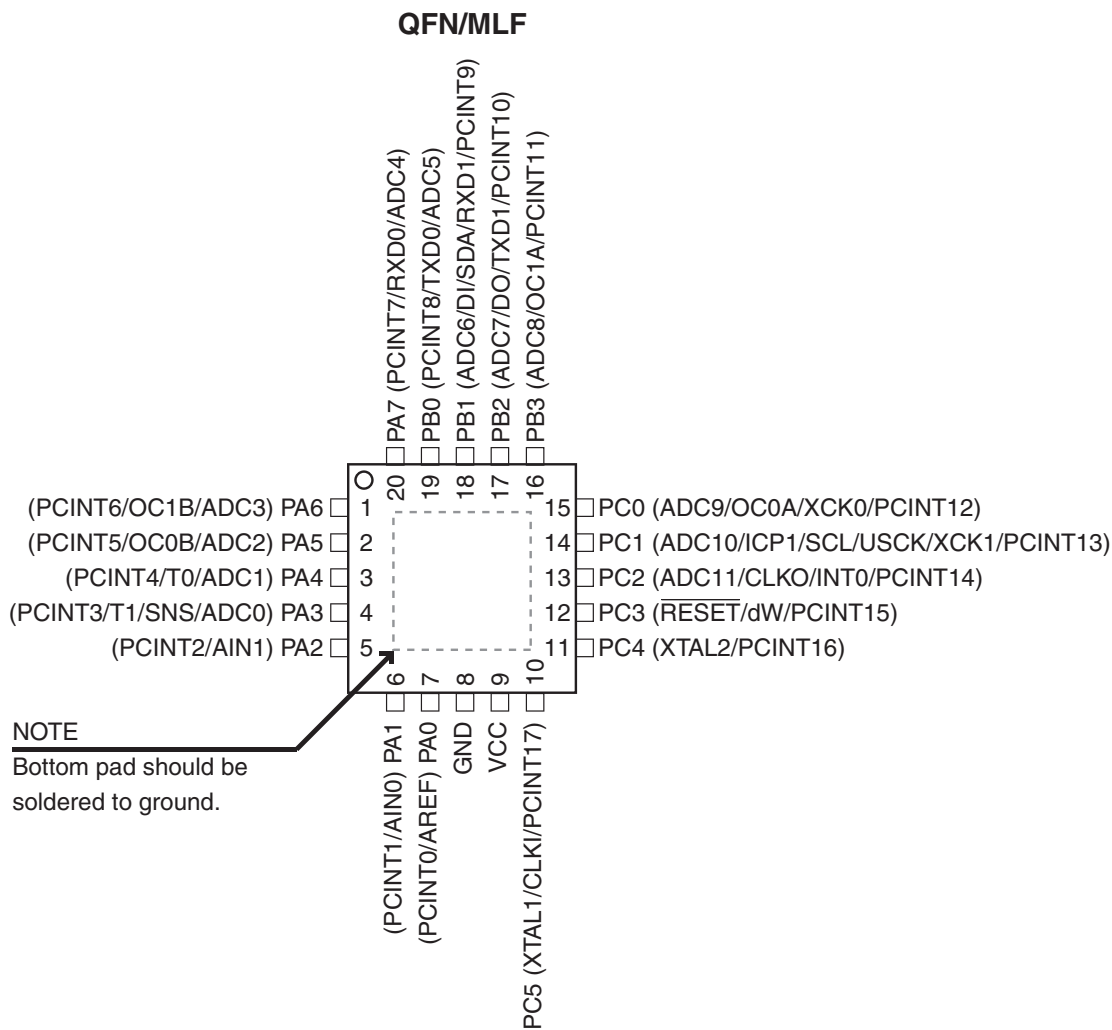 QFN/MLF
PA7 (PCINT7/RXD0/ADC4)
PB0 (PCINT8/TXD0/ADC5)
PB1 (ADC6/DI/SDA/RXD1/PCINT9)
PB2 (ADC7/DO/TXD1/PCINT10)
PB3 (ADC8/OC1A/PCINT11)
20
19
18
17
16
(PCINT6/OC1B/ADC3) PA6
1
15
PC0 (ADC9/OC0A/XCK0/PCINT12)
(PCINT5/OC0B/ADC2) PA5
2
14
PC1 (ADC10/ICP1/SCL/USCK/XCK1/PCINT13)
(PCINT4/T0/ADC1) PA4
3
13
PC2 (ADC11/CLKO/INT0/PCINT14)
(PCINT3/T1/SNS/ADC0) PA3
4
12
PC3 (RESET/dW/PCINT15)
(PCINT2/AIN1) PA2
5
11
PC4 (XTAL2/PCINT16)
6
7
8
9
10
(PCINT1/AIN0) PA1
(PCINT0/AREF) PA0
GND
VCC
PC5 (XTAL1/CLKI/PCINT17)
NOTE
Bottom pad should be
soldered to ground.